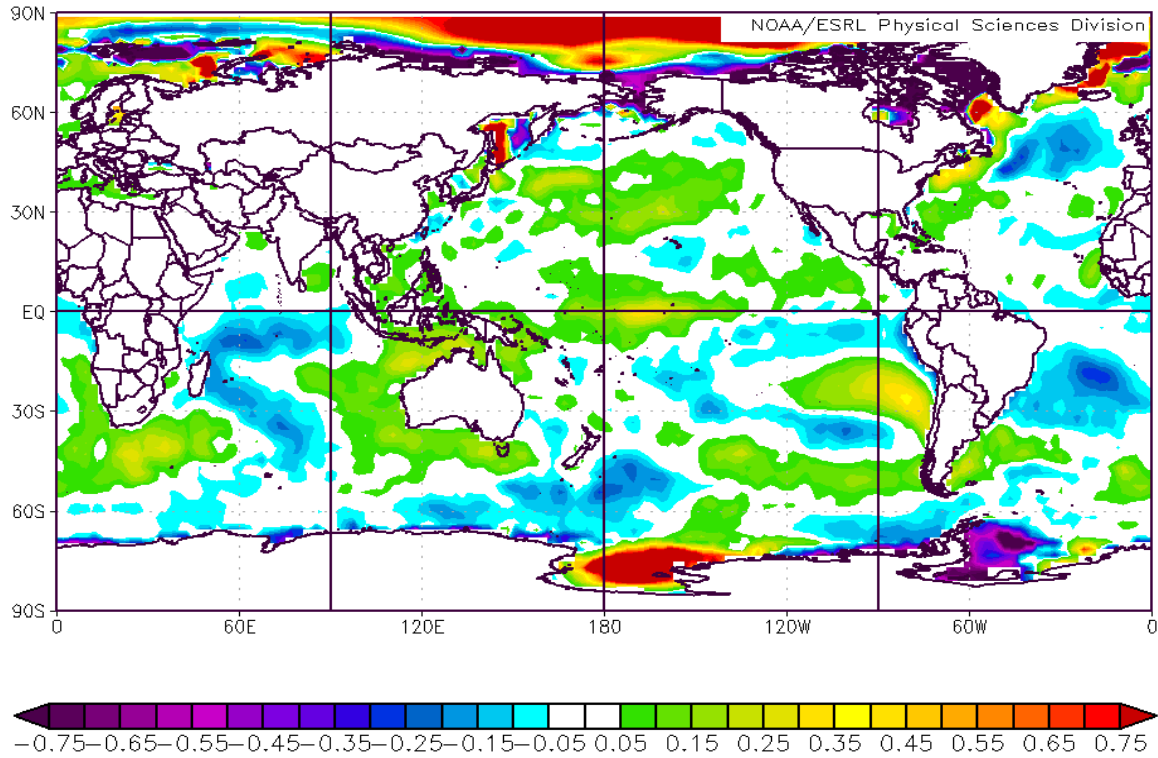 90N
NOAA/ESRL Physical Sciences Division
60N
30N
EQ
30S
60S
90S
0 60E 120E 180 120W 60W 0
−0.75−0.65−0.55−0.45−0.35−0.25−0.15−0.05 0.05 0.15 0.25 0.35 0.45 0.55 0.65 0.75